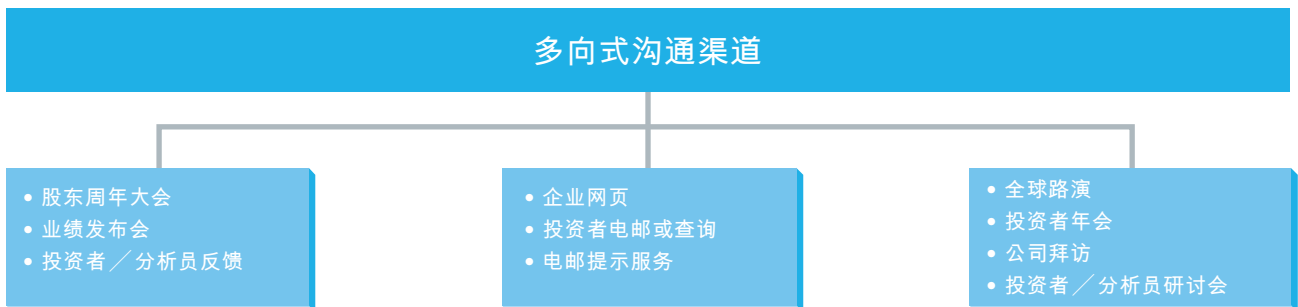 多向式沟通渠道
• 股东周年大会
• 业绩发布会
• 投资者／分析员反馈
• 企业网页
• 投资者电邮或查询
• 电邮提示服务
• 全球路演
• 投资者年会
• 公司拜访
• 投资者／分析员研讨会